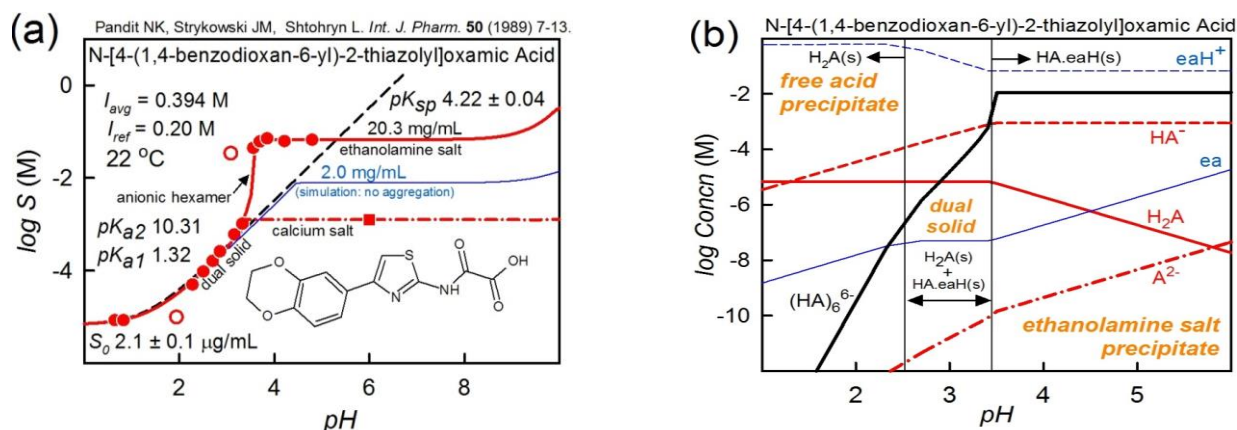 (a)
Pandit NK, Strykowski JM, Shtohryn L. Int. J. Pharm. 50 (1989) 7-13.
N-[4-(1,4-benzodioxan-6-yl)-2-thiazolyl]oxamic Acid
0
-2
-4
log S (M)
I_avg = 0.394 M
I_ref = 0.20 M
22 °C
pK_sp 4.22 ± 0.04
20.3 mg/mL
ethanolamine salt
anionic hexamer
2.0 mg/mL
(simulation: no aggregation)
pK_a2 10.31
pK_a1 1.32
calcium salt
dual solid
S_0 2.1 ± 0.1 µg/mL
O
O
S
N
NH
O
O
OH
2
4
6
8
pH
(b)
N-[4-(1,4-benzodioxan-6-yl)-2-thiazolyl]oxamic Acid
-2
-4
-6
-8
-10
log Concn (M)
H₂A(s)
HA.eaH(s)
eaH⁺
free acid
precipitate
HA⁻
ea
H₂A
dual
solid
A²⁻
H₂A(s)
+
HA.eaH(s)
(HA)₆⁶⁻
ethanolamine salt
precipitate
2
3
4
5
pH